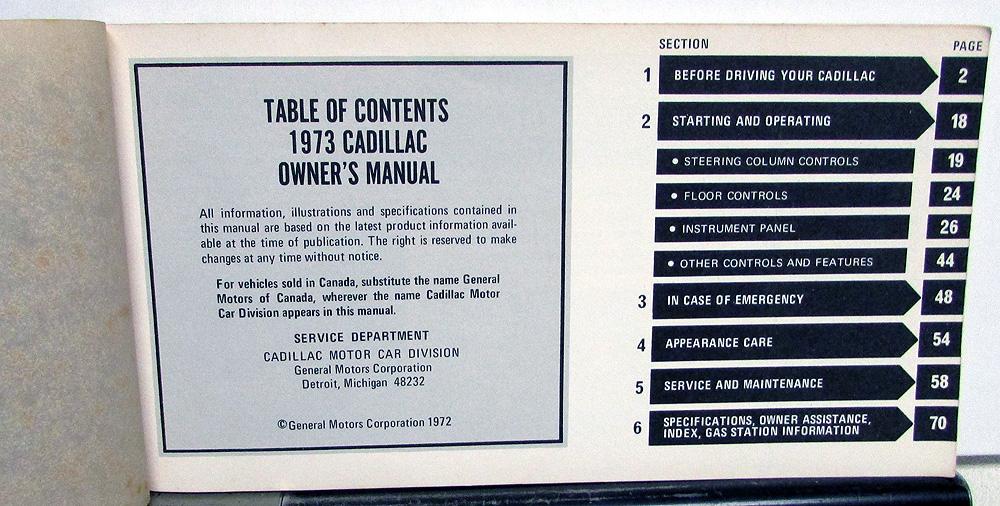 TABLE OF CONTENTS
1973 CADILLAC
OWNER'S MANUAL
All information, illustrations and specifications contained in
this manual are based on the latest product information avail-
able at the time of publication. The right is reserved to make
changes at any time without notice.
For vehicles sold in Canada, substitute the name General
Motors of Canada, wherever the name Cadillac Motor
Car Division appears in this manual.
SERVICE DEPARTMENT
CADILLAC MOTOR CAR DIVISION
General Motors Corporation
Detroit, Michigan 48232
©General Motors Corporation 1972
SECTION PAGE
1 BEFORE DRIVING YOUR CADILLAC 2
2 STARTING AND OPERATING 18
• STEERING COLUMN CONTROLS 19
• FLOOR CONTROLS 24
• INSTRUMENT PANEL 26
• OTHER CONTROLS AND FEATURES 44
3 IN CASE OF EMERGENCY 48
4 APPEARANCE CARE 54
5 SERVICE AND MAINTENANCE 58
6 SPECIFICATIONS, OWNER ASSISTANCE, 70
INDEX, GAS STATION INFORMATION